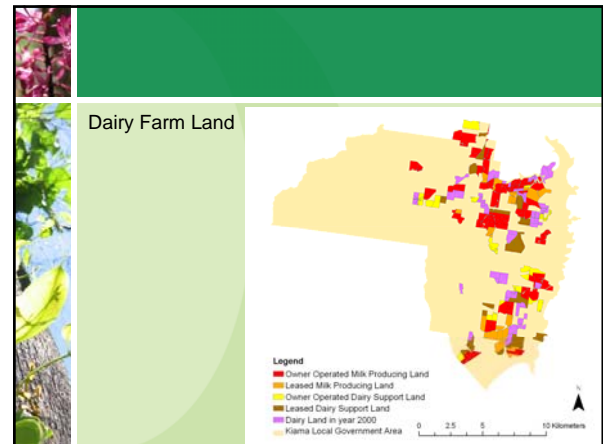 Dairy Farm Land
Legend
Owner Operated Milk Producing Land
Leased Milk Producing Land
Owner Operated Dairy Support Land
Leased Dairy Support Land
Dairy Land in year 2000
Kiama Local Government Area
N
0 2.5 5 10 Kilometers